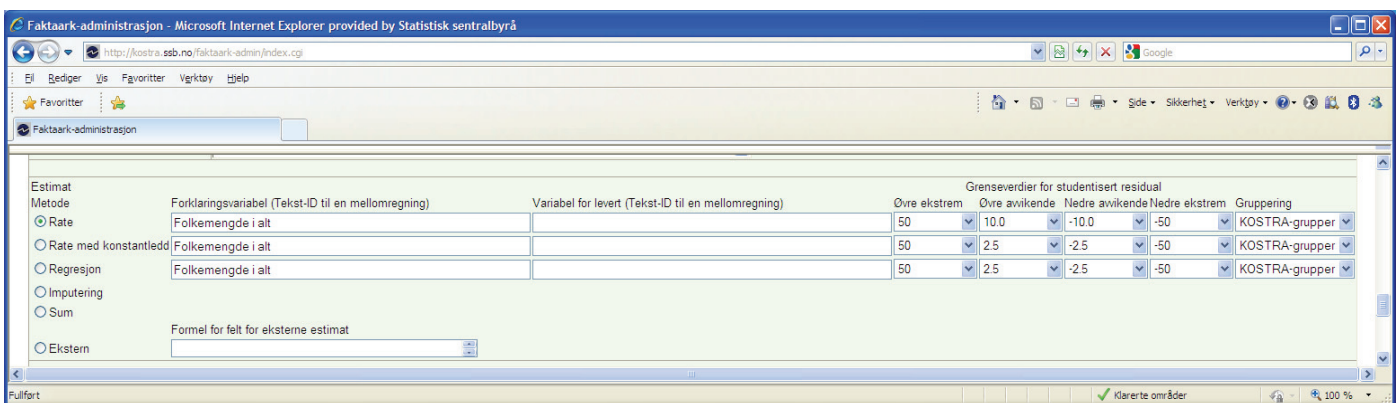 Faktaark-administrasjon - Microsoft Internet Explorer provided by Statistisk sentralbyrå
http://kostra.ssb.no/faktaark-admin/index.cgi
Google
Fil Rediger Vis Favoritter Verktøy Hjelp
Favoritter
Side Sikkerhet Verktøy
Faktaark-administrasjon
Estimat Grenseverdier for studentisert residual
Metode Forklaringsvariabel (Tekst-ID til en mellomregning) Variabel for levert (Tekst-ID til en mellomregning) Øvre ekstrem Øvre avvikende Nedre avvikende Nedre ekstrem Gruppering
Rate Folkemengde i alt 50 10.0 -10.0 -50 KOSTRA-grupper
Rate med konstantledd Folkemengde i alt 50 2.5 -2.5 -50 KOSTRA-grupper
Regresjon Folkemengde i alt 50 2.5 -2.5 -50 KOSTRA-grupper
Imputering
Sum
Formel for felt for eksterne estimat
Ekstern
Fullført Klarerte områder 100 %